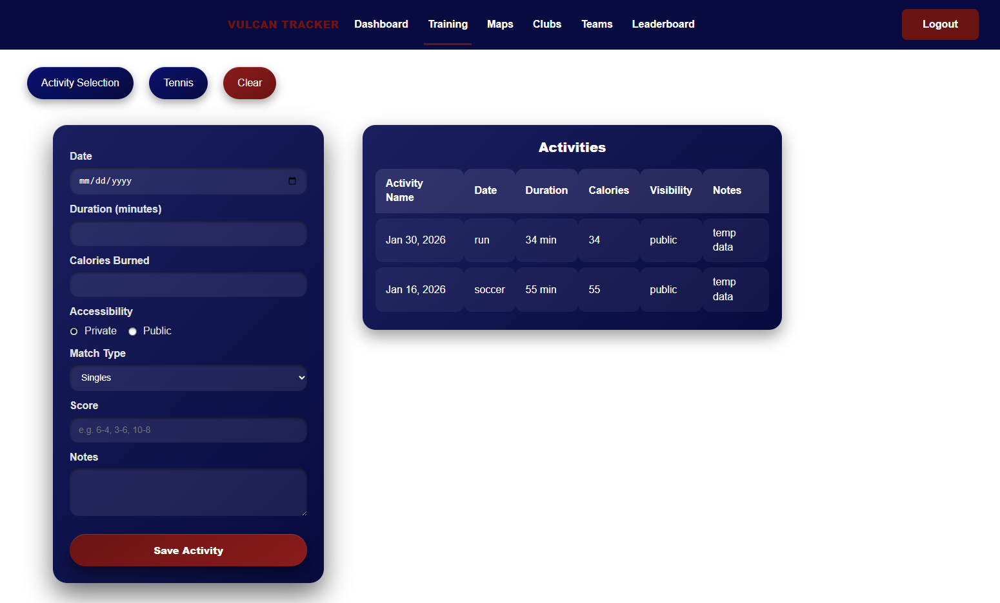 VULCAN TRACKER Dashboard Training Maps Clubs Teams Leaderboard Logout
Activity Selection Tennis Clear
Date
mm/dd/yyyy
Duration (minutes)
Calories Burned
Accessibility
Private Public
Match Type
Singles
Score
e.g. 6-4, 3-6, 10-8
Notes
Save Activity
Activities
Activity Name Date Duration Calories Visibility Notes
Jan 30, 2026 run 34 min 34 public temp data
Jan 16, 2026 soccer 55 min 55 public temp data